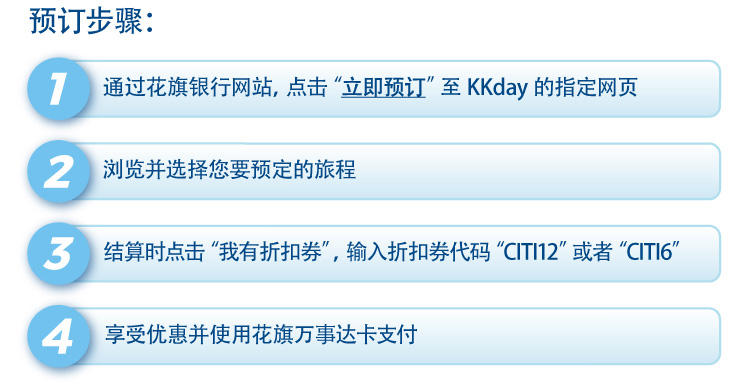 预订步骤：
1 通过花旗银行网站, 点击 “立即预订” 至 KKday 的指定网页
2 浏览并选择您要预定的旅程
3 结算时点击 “我有折扣券” , 输入折扣券代码 “CITI12” 或者 “CITI6”
4 享受优惠并使用花旗万事达卡支付